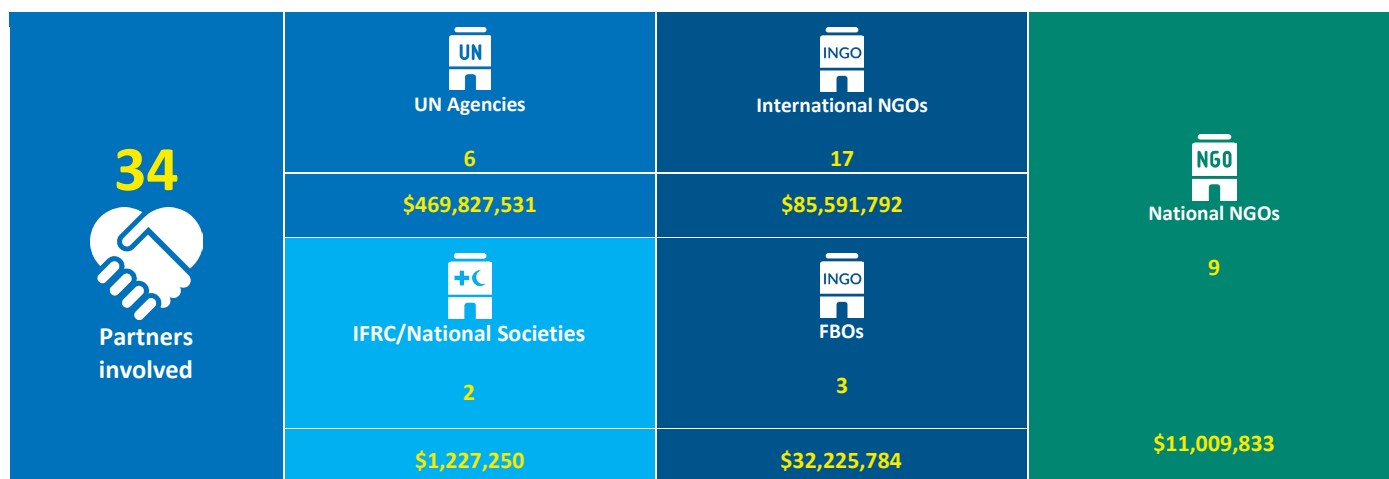 34
Partners
involved
UN
UN Agencies
6
$469,827,531
INGO
International NGOs
17
$85,591,792
IFRC/National Societies
2
$1,227,250
INGO
FBOs
3
$32,225,784
NGO
National NGOs
9
$11,009,833